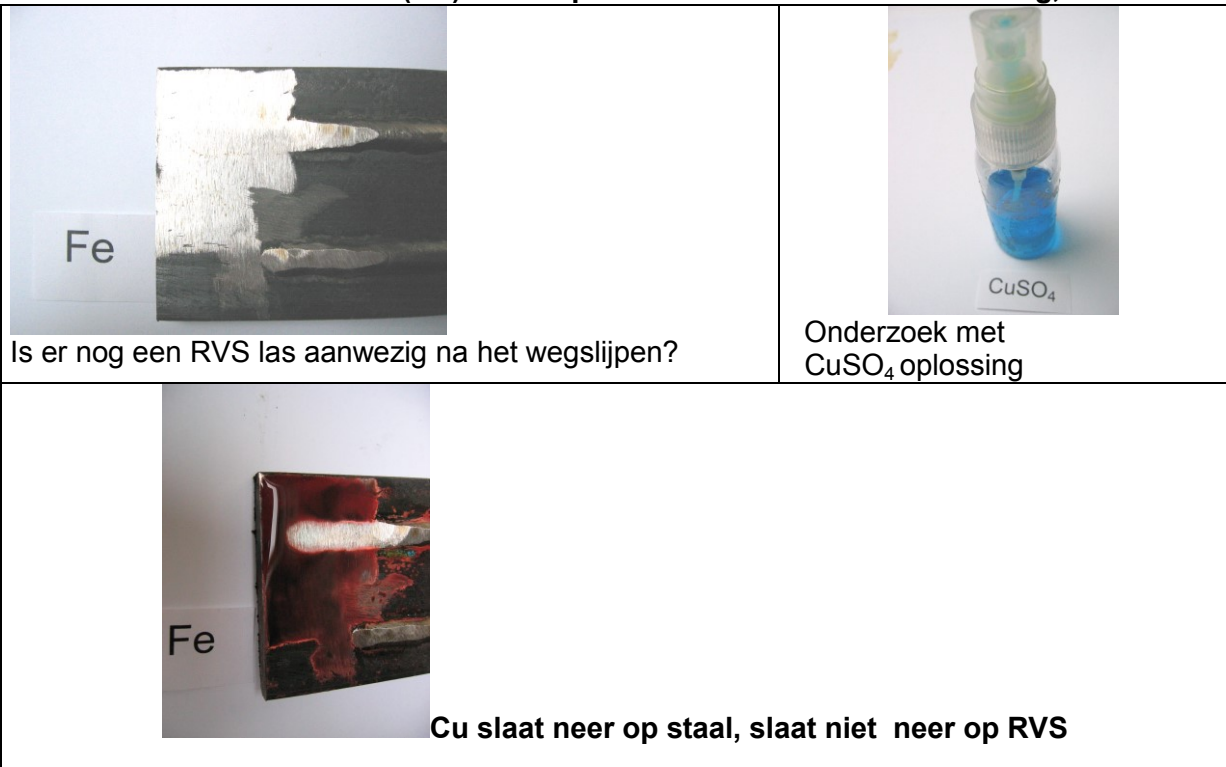 Fe
Is er nog een RVS las aanwezig na het wegslijpen?
CuSO₄
Onderzoek met
CuSO₄ oplossing
Fe
Cu slaat neer op staal, slaat niet  neer op RVS